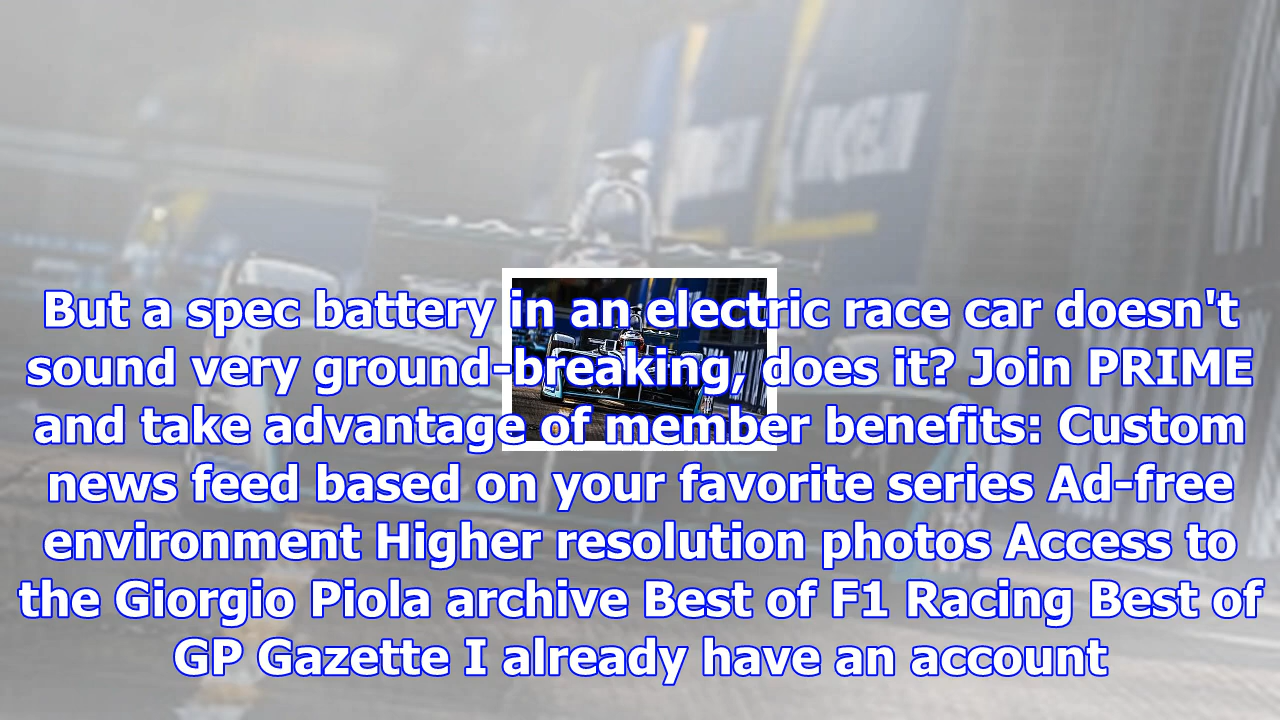 But a spec battery in an electric race car doesn't
sound very ground-breaking, does it? Join PRIME
and take advantage of member benefits: Custom
news feed based on your favorite series Ad-free
environment Higher resolution photos Access to
the Giorgio Piola archive Best of F1 Racing Best of
GP Gazette I already have an account